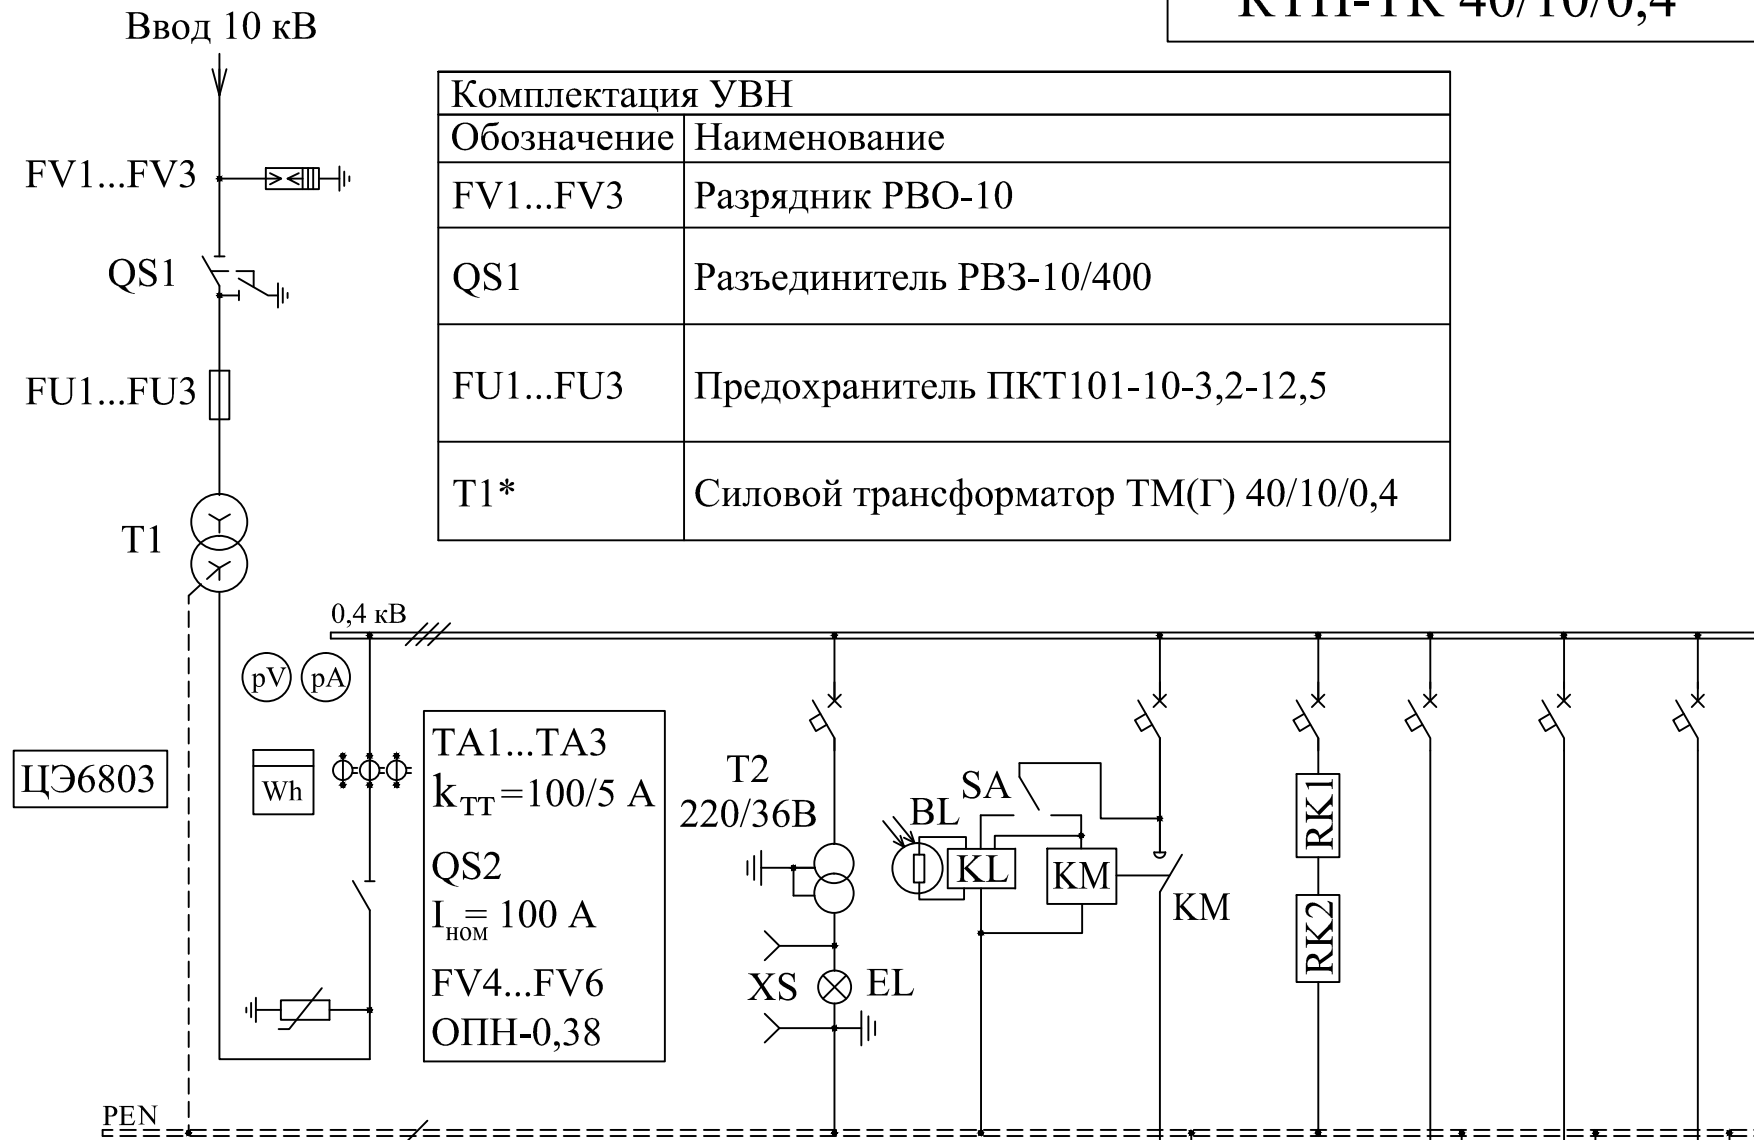 Ввод 10 кВ
КТП-ТК 40/10/0,4
Комплектация УВН
Обозначение Наименование
FV1...FV3 Разрядник РВО-10
QS1 Разъединитель РВЗ-10/400
FU1...FU3 Предохранитель ПКТ101-10-3,2-12,5
T1* Силовой трансформатор ТМ(Г) 40/10/0,4
FV1...FV3
QS1
FU1...FU3
T1
0,4 кВ
pV pA
ЦЭ6803
Wh
TA1...TA3
kТТ=100/5 А
QS2
Iном= 100 А
FV4...FV6
ОПН-0,38
T2
220/36В
XS
EL
BL
SA
KL
KM
KM
RK1
RK2
PEN